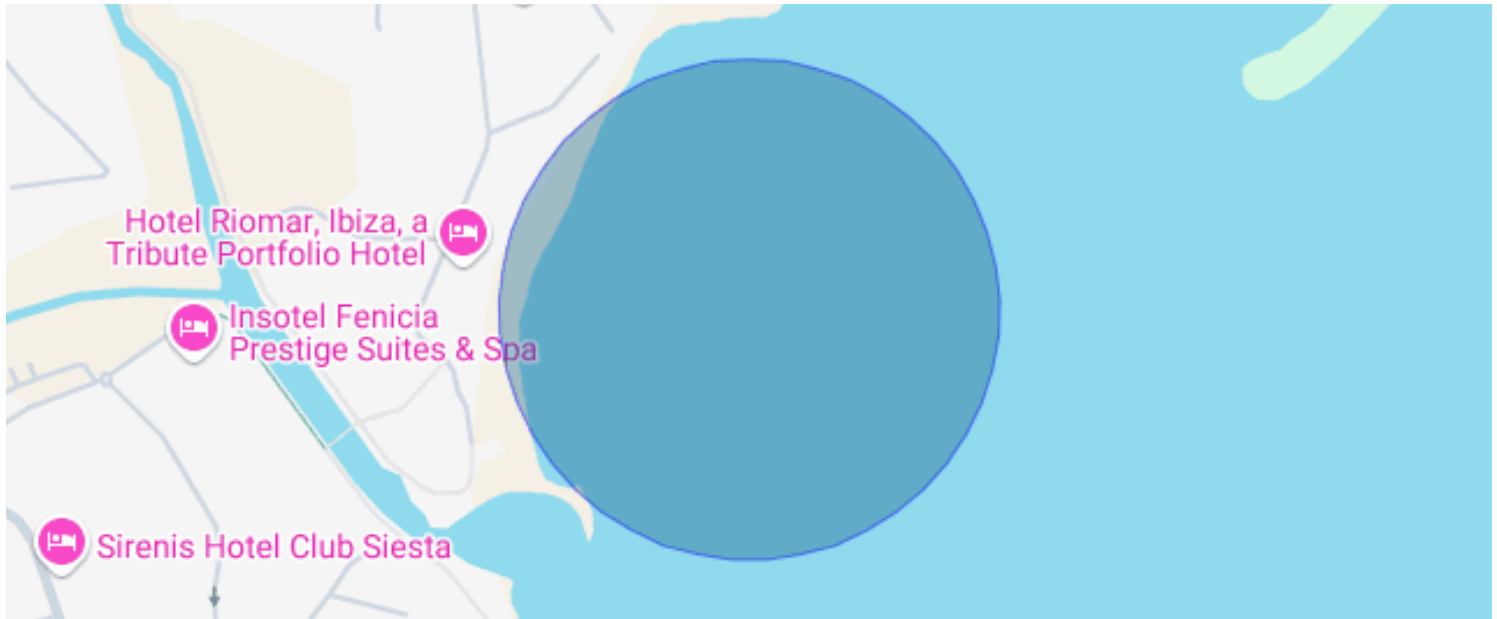 Hotel Riomar, Ibiza, a
Tribute Portfolio Hotel
Insotel Fenicia
Prestige Suites & Spa
Sirenis Hotel Club Siesta